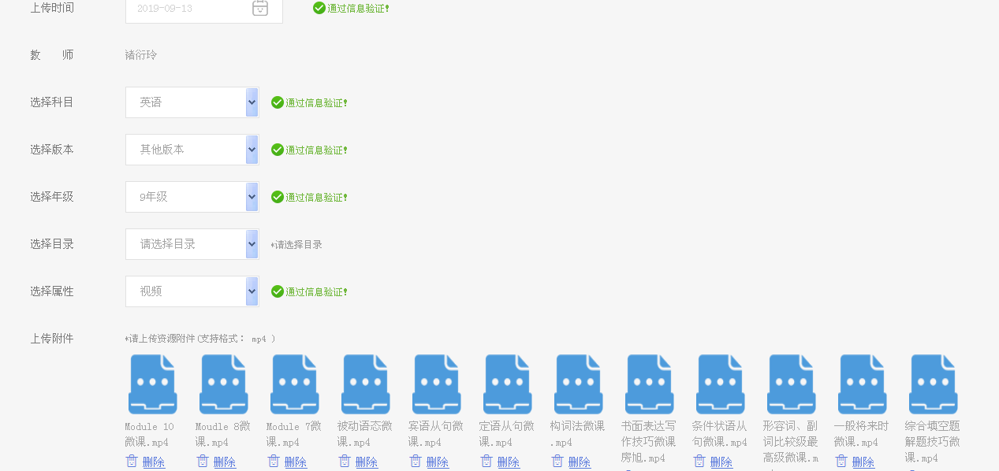 上传时间 2019-09-13 通过信息验证!
教 师 诸衍玲
选择科目 英语 通过信息验证!
选择版本 其他版本 通过信息验证!
选择年级 9年级 通过信息验证!
选择目录 请选择目录 *请选择目录
选择属性 视频 通过信息验证!
上传附件 *请上传资源附件(支持格式: mp4 )
Module 10微课.mp4
Moudle 8微课.mp4
Module 7微课.mp4
被动语态微课.mp4
宾语从句微课.mp4
定语从句微课.mp4
构词法微课.mp4
书面表达写作技巧微课房旭.mp4
条件状语从句微课.mp4
形容词、副词比较级最高级微课.m
一般将来时微课.mp4
综合填空题解题技巧微课.mp4
删除 删除 删除 删除 删除 删除 删除 删除 删除